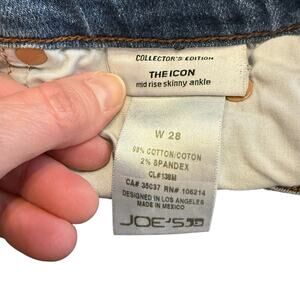 COLLECTOR'S EDITION
THE ICON
mid rise skinny ankle
W 28
98% COTTON/COTON
2% SPANDEX
CL#139M
CA# 35037 RN# 106214
DESIGNED IN LOS ANGELES
MADE IN MEXICO
JOE'S